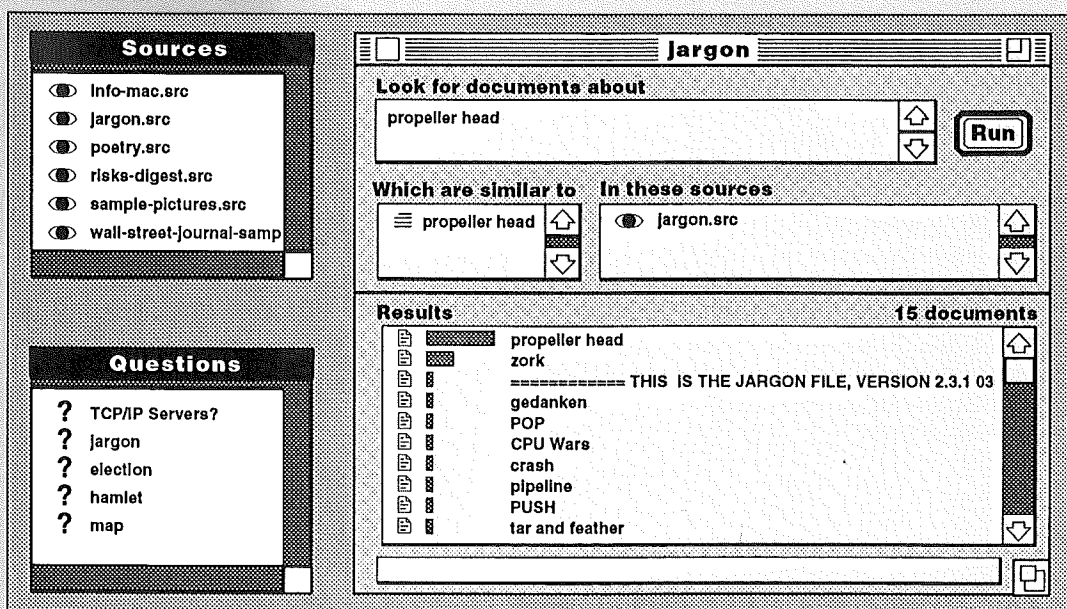 Sources
Info-mac.src
jargon.src
poetry.src
risks-digest.src
sample-pictures.src
wall-street-journal-samp
Questions
? TCP/IP Servers?
? jargon
? election
? hamlet
? map
Jargon
Look for documents about
propeller head
Run
Which are similar to
propeller head
In these sources
jargon.src
Results 15 documents
propeller head
zork
============ THIS IS THE JARGON FILE, VERSION 2.3.1 03
gedanken
POP
CPU Wars
crash
pipeline
PUSH
tar and feather